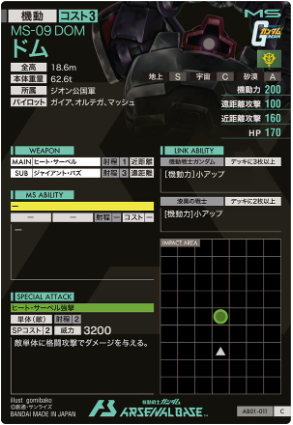 機動 コスト3 MS
MS-09 DOM
ドム
ガンダム
全高 18.6m
本体重量 62.6t
所属 ジオン公国軍
パイロット ガイア、オルテガ、マッシュ
地上 S 宇宙 C 砂漠 A
機動力 200
遠距離攻撃 100
近距離攻撃 160
HP 170
WEAPON
MAIN ヒート・サーベル 射程 1 近距離
SUB ジャイアント・バズ 射程 3 遠距離
LINK ABILITY
機動戦士ガンダム デッキに3枚以上
[機動力]小アップ
漆黒の戦士 デッキに2枚以上
[機動力]小アップ
MS ABILITY
—
— — 射程 — コスト —
—
IMPACT AREA
SPECIAL ATTACK
ヒート・サーベル強撃
単体(敵) 射程 2
SPコスト 2 威力 3200
敵単体に格闘攻撃でダメージを与える。
illust. gomitako
©創通・サンライズ
BANDAI MADE IN JAPAN
機動戦士ガンダム
ARSENAL BASE
AB01-011 C